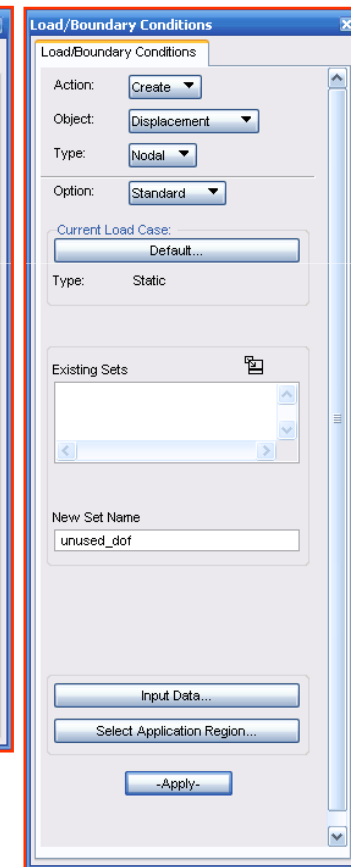 Load/Boundary Conditions
Load/Boundary Conditions
Action: Create
Object: Displacement
Type: Nodal
Option: Standard
Current Load Case:
Default...
Type: Static
Existing Sets
New Set Name
unused_dof
Input Data...
Select Application Region...
-Apply-